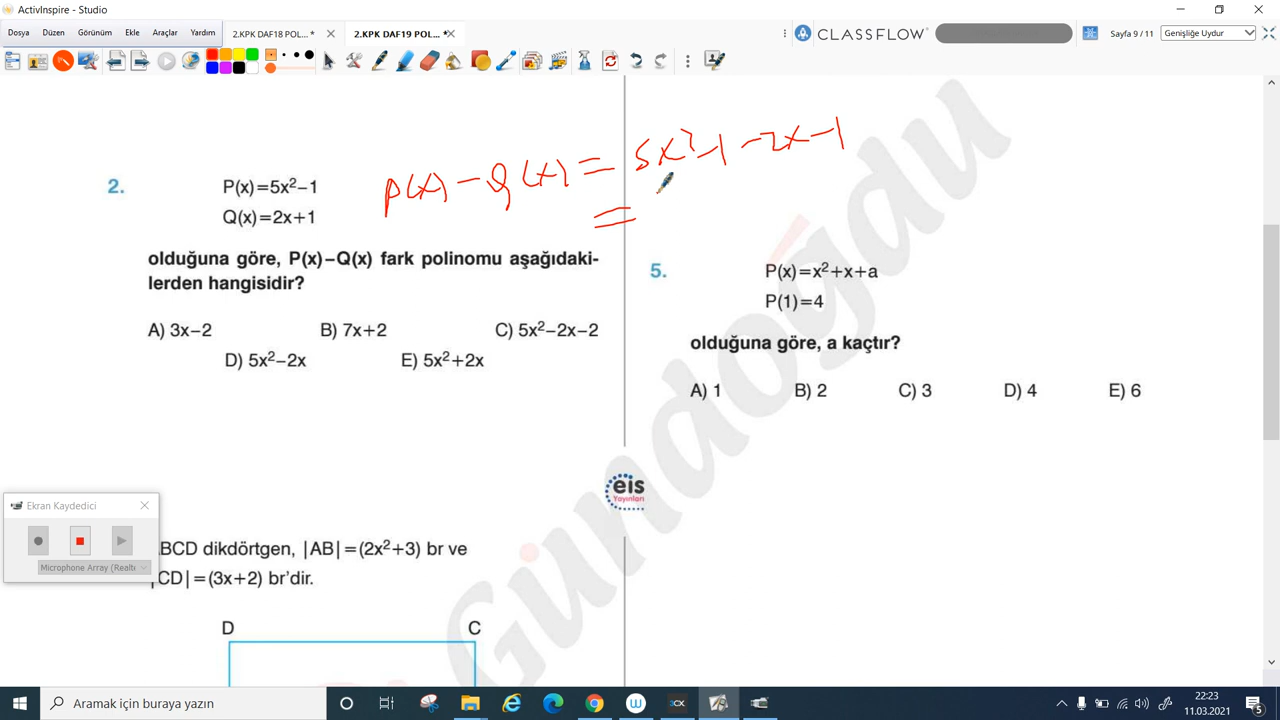 ActivInspire - Studio
Dosya Düzen Görünüm Ekle Araçlar Yardım
2.KPK DAF18 POL... *
2.KPK DAF19 POL... *
CLASSFLOW
Sayfa 9 / 11
Genişliğe Uydur
P(x) - Q(x) = 5x²-1 -2x-1
=
2.
P(x)=5x²−1
Q(x)=2x+1
olduğuna göre, P(x)−Q(x) fark polinomu aşağıdaki-
lerden hangisidir?
A) 3x−2 B) 7x+2 C) 5x²−2x−2
D) 5x²−2x E) 5x²+2x
5.
P(x)=x²+x+a
P(1)=4
olduğuna göre, a kaçtır?
A) 1 B) 2 C) 3 D) 4 E) 6
eis
Yayınları
Gündoğdu
Ekran Kaydedici
Microphone Array (Realt
BCD dikdörtgen, |AB|=(2x²+3) br ve
|CD|=(3x+2) br'dir.
D C
Aramak için buraya yazın
22:23
11.03.2021
5